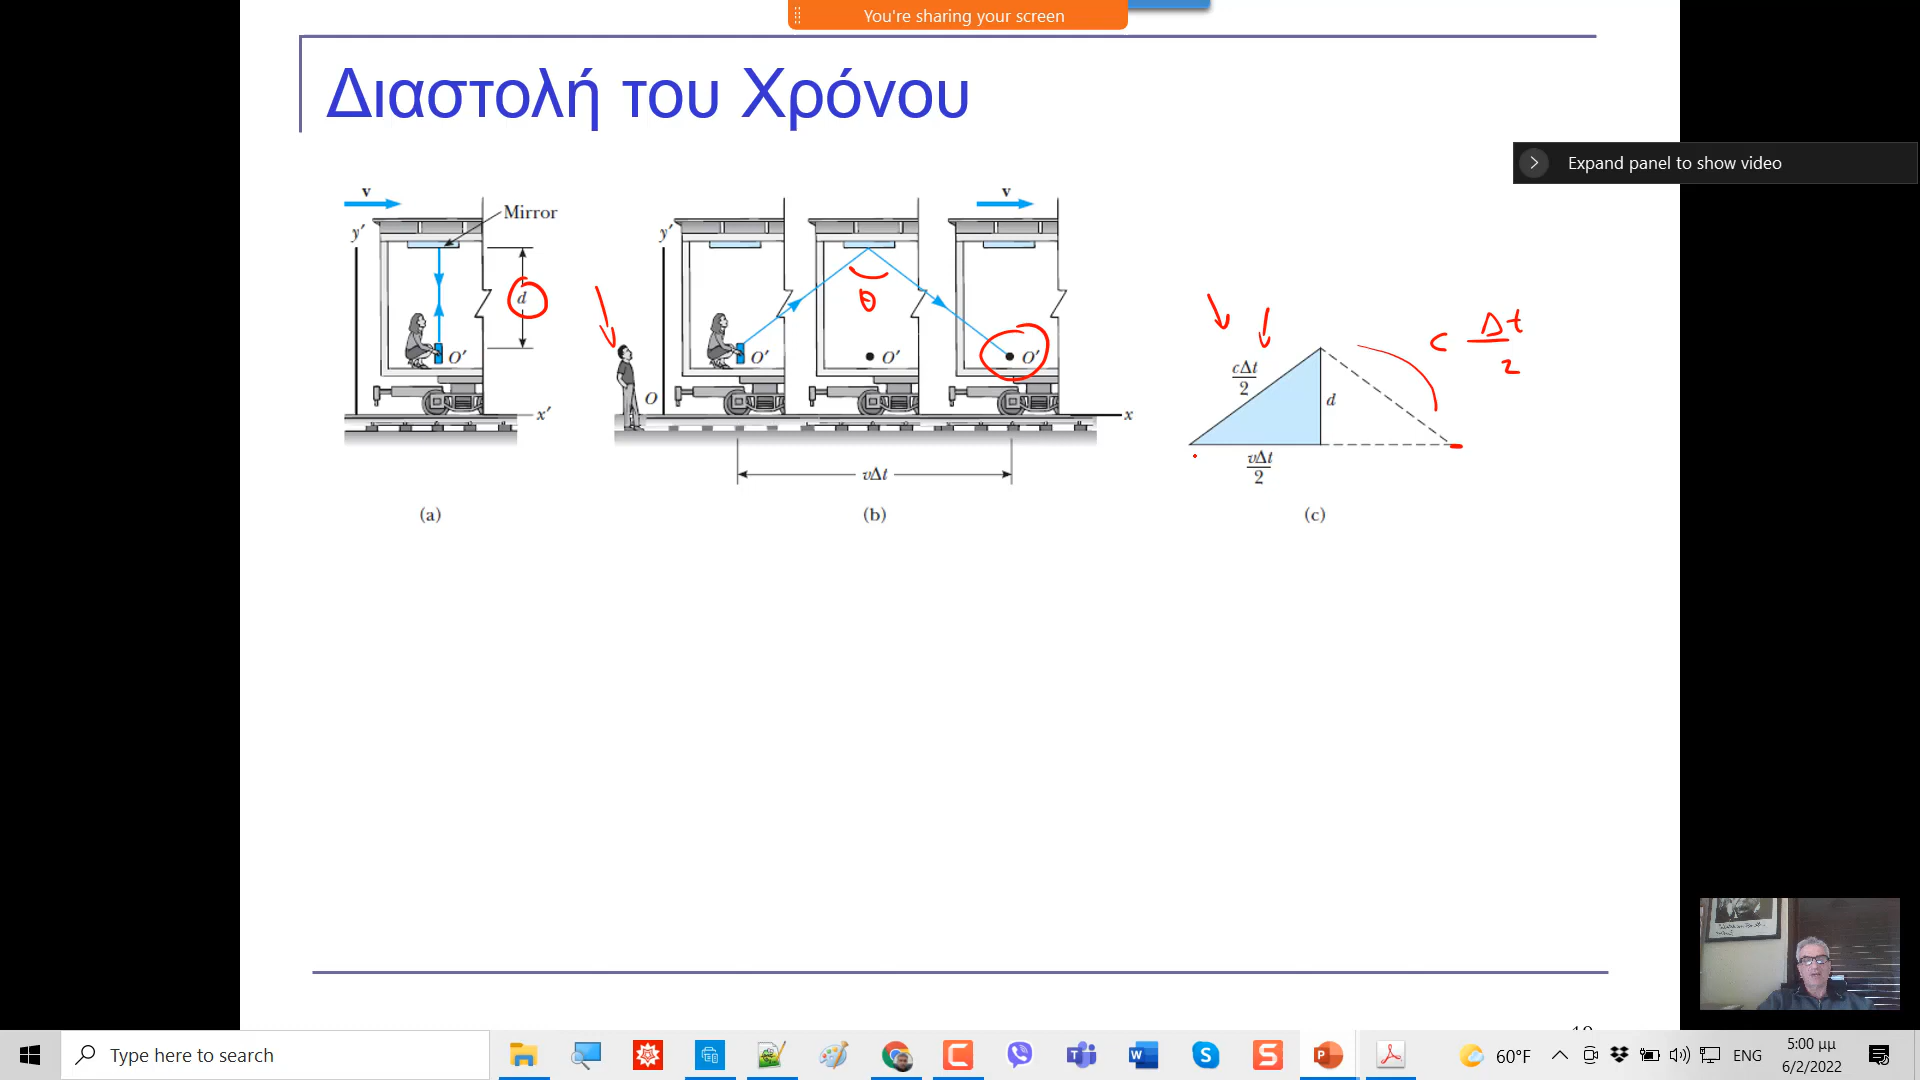 You're sharing your screen
Διαστολή του Χρόνου
Expand panel to show video
v
Mirror
y′
d
O′
x′
(a)
v
y′
θ
O′
O′
O′
O
x
vΔt
(b)
cΔt
2
d
vΔt
2
c Δt
2
(c)
Type here to search
60°F
ENG
5:00 μμ
6/2/2022